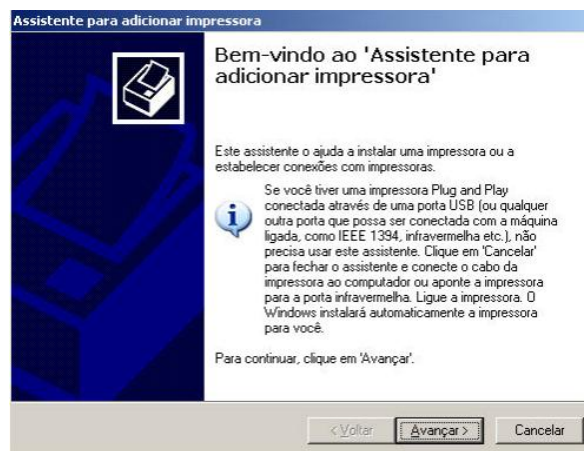 Assistente para adicionar impressora
Bem-vindo ao 'Assistente para
adicionar impressora'
Este assistente o ajuda a instalar uma impressora ou a
estabelecer conexões com impressoras.
Se você tiver uma impressora Plug and Play
conectada através de uma porta USB (ou qualquer
outra porta que possa ser conectada com a máquina
ligada, como IEEE 1394, infravermelha etc.), não
precisa usar este assistente. Clique em 'Cancelar'
para fechar o assistente e conecte o cabo da
impressora ao computador ou aponte a impressora
para a porta infravermelha. Ligue a impressora. O
Windows instalará automaticamente a impressora
para você.
Para continuar, clique em 'Avançar'.
< Voltar Avançar > Cancelar